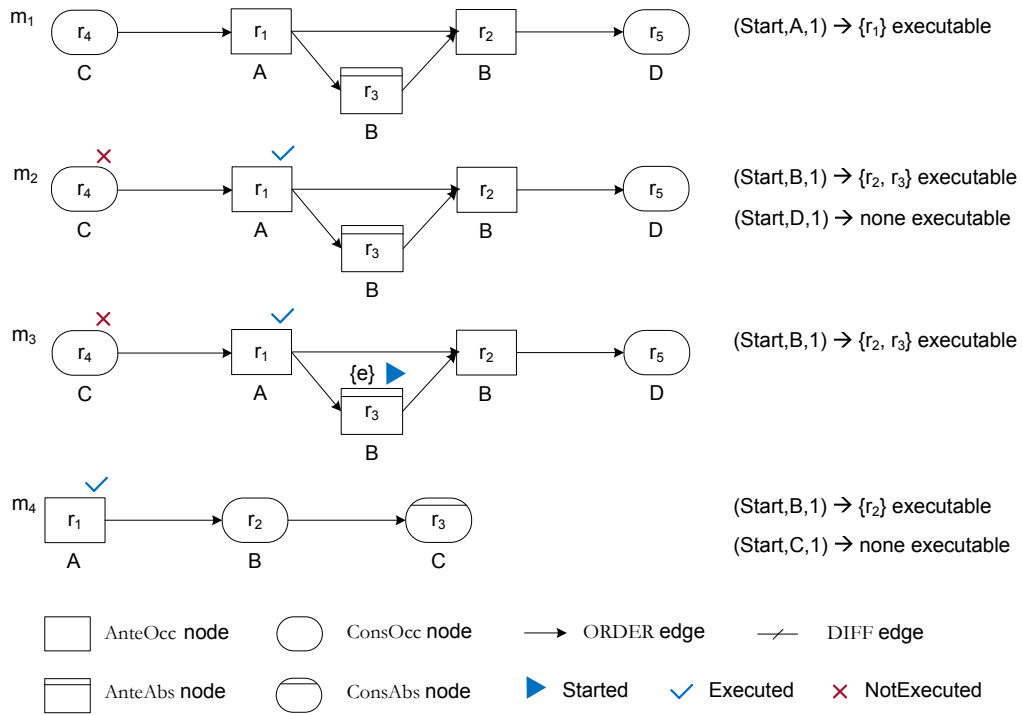 m1
r4
r1
r2
r5
(Start,A,1) → {r1} executable
C
A
r3
B
D
B
m2
r4
r1
r2
r5
(Start,B,1) → {r2, r3} executable
C
A
r3
B
D
(Start,D,1) → none executable
B
m3
r4
r1
r2
r5
(Start,B,1) → {r2, r3} executable
C
A
{e}
B
D
r3
B
m4
r1
r2
r3
(Start,B,1) → {r2} executable
A
B
C
(Start,C,1) → none executable
AnteOcc node
ConsOcc node
ORDER edge
DIFF edge
AnteAbs node
ConsAbs node
Started
Executed
NotExecuted